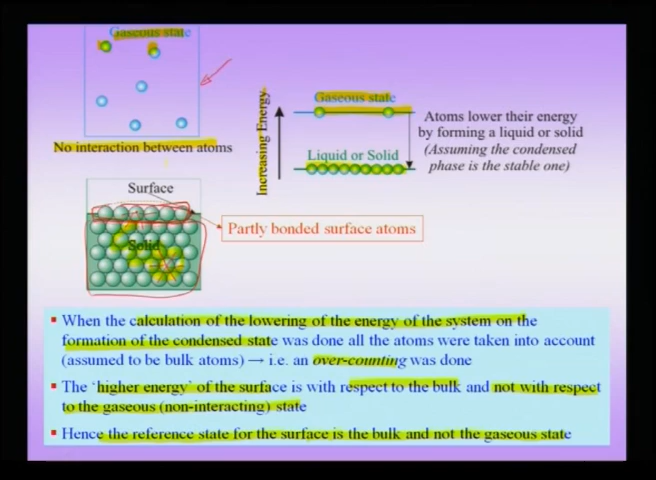 Gaseous state
No interaction between atoms
Increasing Energy
Gaseous state
Liquid or Solid
Atoms lower their energy
by forming a liquid or solid
(Assuming the condensed
phase is the stable one)
Surface
Solid
Partly bonded surface atoms
When the calculation of the lowering of the energy of the system on the
formation of the condensed state was done all the atoms were taken into account
(assumed to be bulk atoms) → i.e. an over-counting was done
The ‘higher energy’ of the surface is with respect to the bulk and not with respect
to the gaseous (non-interacting) state
Hence the reference state for the surface is the bulk and not the gaseous state